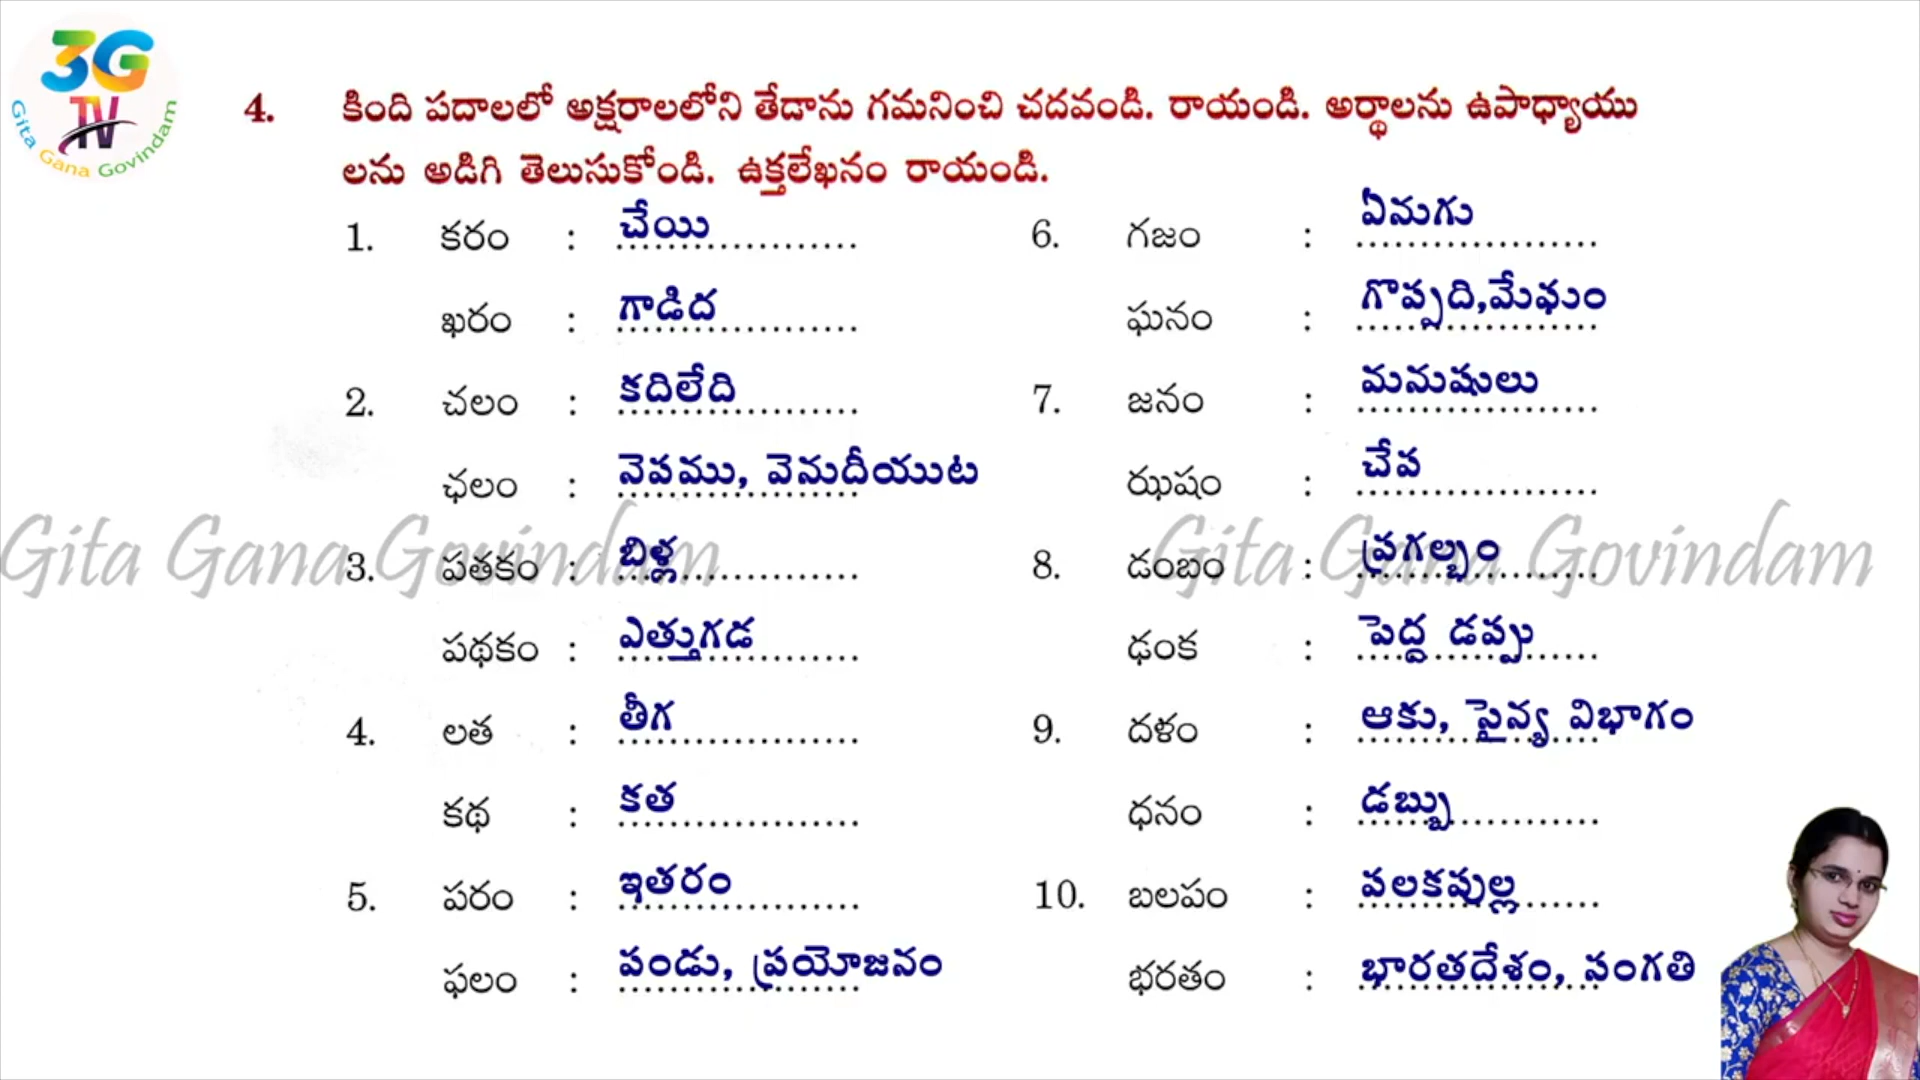 3G
TV
Gita Gana Govindam
4. కింది పదాలలో అక్షరాలలోని తేడాను గమనించి చదవండి. రాయండి. అర్థాలను ఉపాధ్యాయు
లను అడిగి తెలుసుకోండి. ఉక్తలేఖనం రాయండి.
1. కరం : చేయి
ఖరం : గాడిద
2. చలం : కదిలేది
ఛలం : నెపము, వెనుదీయుట
3. పతకం : బిళ్ల
పథకం : ఎత్తుగడ
4. లత : తీగ
కథ : కత
5. పరం : ఇతరం
ఫలం : పండు, ప్రయోజనం
6. గజం : ఏనుగు
ఘనం : గొప్పది,మేఘం
7. జనం : మనుషులు
ఝషం : చేప
8. డంబం : ప్రగల్బం
ఢంక : పెద్ద డప్పు
9. దళం : ఆకు, సైన్య విభాగం
ధనం : డబ్బు
10. బలపం : పలకపుల్ల
భరతం : భారతదేశం, సంగతి
Gita Gana Govindam
Gita Gana Govindam